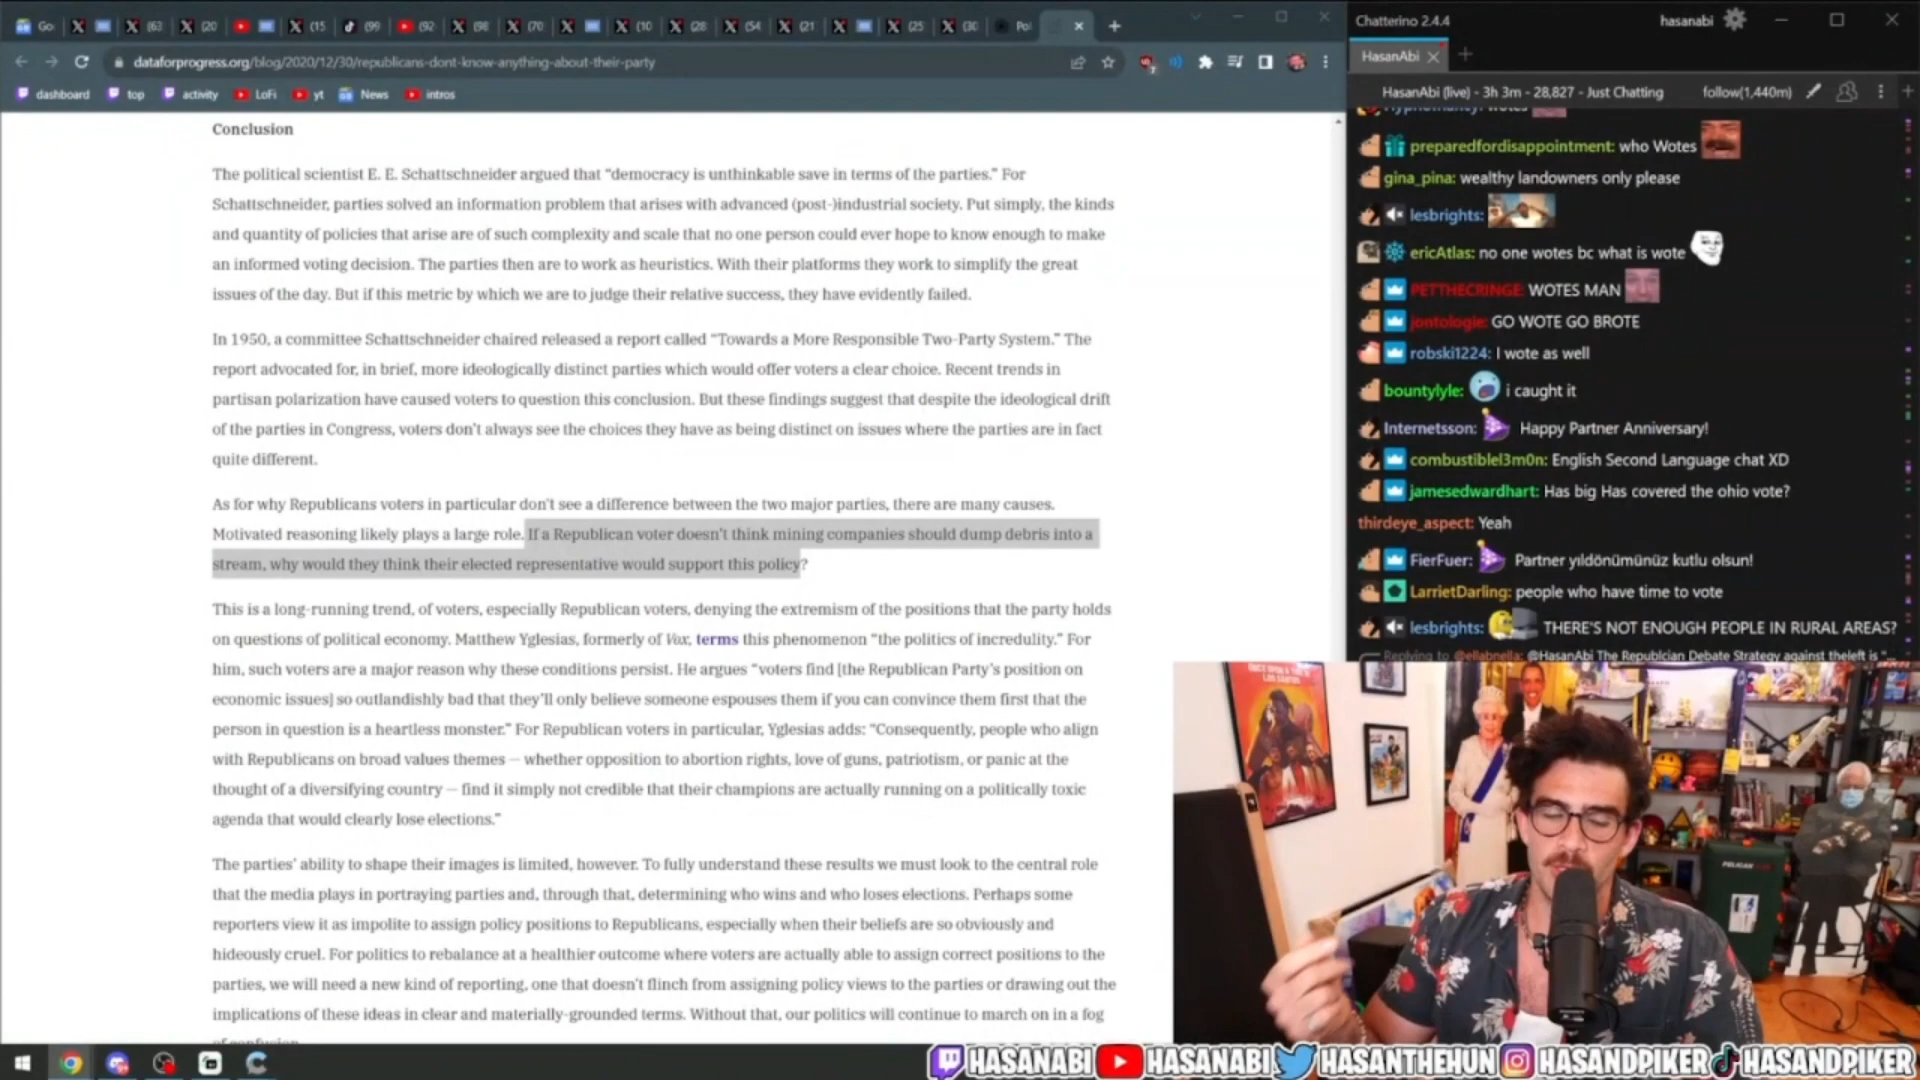 Go
(63
(20
(15
(99
(92
(98
(70
(10
(28
(54
(21
(25
(30
Pol
dataforprogress.org/blog/2020/12/30/republicans-dont-know-anything-about-their-party
dashboard
top
activity
LoFi
yt
News
intros
Conclusion
The political scientist E. E. Schattschneider argued that “democracy is unthinkable save in terms of the parties.” For
Schattschneider, parties solved an information problem that arises with advanced (post-)industrial society. Put simply, the kinds
and quantity of policies that arise are of such complexity and scale that no one person could ever hope to know enough to make
an informed voting decision. The parties then are to work as heuristics. With their platforms they work to simplify the great
issues of the day. But if this metric by which we are to judge their relative success, they have evidently failed.
In 1950, a committee Schattschneider chaired released a report called “Towards a More Responsible Two-Party System.” The
report advocated for, in brief, more ideologically distinct parties which would offer voters a clear choice. Recent trends in
partisan polarization have caused voters to question this conclusion. But these findings suggest that despite the ideological drift
of the parties in Congress, voters don’t always see the choices they have as being distinct on issues where the parties are in fact
quite different.
As for why Republicans voters in particular don’t see a difference between the two major parties, there are many causes.
Motivated reasoning likely plays a large role. If a Republican voter doesn’t think mining companies should dump debris into a
stream, why would they think their elected representative would support this policy?
This is a long-running trend, of voters, especially Republican voters, denying the extremism of the positions that the party holds
on questions of political economy. Matthew Yglesias, formerly of Vox, terms this phenomenon “the politics of incredulity.” For
him, such voters are a major reason why these conditions persist. He argues “voters find [the Republican Party’s position on
economic issues] so outlandishly bad that they’ll only believe someone espouses them if you can convince them first that the
person in question is a heartless monster.” For Republican voters in particular, Yglesias adds: “Consequently, people who align
with Republicans on broad values themes — whether opposition to abortion rights, love of guns, patriotism, or panic at the
thought of a diversifying country — find it simply not credible that their champions are actually running on a politically toxic
agenda that would clearly lose elections.”
The parties’ ability to shape their images is limited, however. To fully understand these results we must look to the central role
that the media plays in portraying parties and, through that, determining who wins and who loses elections. Perhaps some
reporters view it as impolite to assign policy positions to Republicans, especially when their beliefs are so obviously and
hideously cruel. For politics to rebalance at a healthier outcome where voters are actually able to assign correct positions to the
parties, we will need a new kind of reporting, one that doesn’t flinch from assigning policy views to the parties or drawing out the
implications of these ideas in clear and materially-grounded terms. Without that, our politics will continue to march on in a fog
of confusion.
Chatterino 2.4.4
hasanabi
HasanAbi
HasanAbi (live) - 3h 3m - 28,827 - Just Chatting
follow(1,440m)
preparedfordisappointment: who Wotes
gina_pina: wealthy landowners only please
lesbrights:
ericAtlas: no one wotes bc what is wote
PETTHECRINGE: WOTES MAN
jontologie: GO WOTE GO BROTE
robski1224: I wote as well
bountylyle: i caught it
Internetsson: Happy Partner Anniversary!
combustiblel3m0n: English Second Language chat XD
jamesedwardhart: Has big Has covered the ohio vote?
thirdeye_aspect: Yeah
FierFuer: Partner yıldönümünüz kutlu olsun!
LarrietDarling: people who have time to vote
lesbrights: THERE'S NOT ENOUGH PEOPLE IN RURAL AREAS?
Replying to @ellabnella: @HasanAbi The Republcian Debate Strategy against theleft is "...
PELICAN
HASANABI HASANABI HASANTHEHUN HASANDPIKER HASANDPIKER